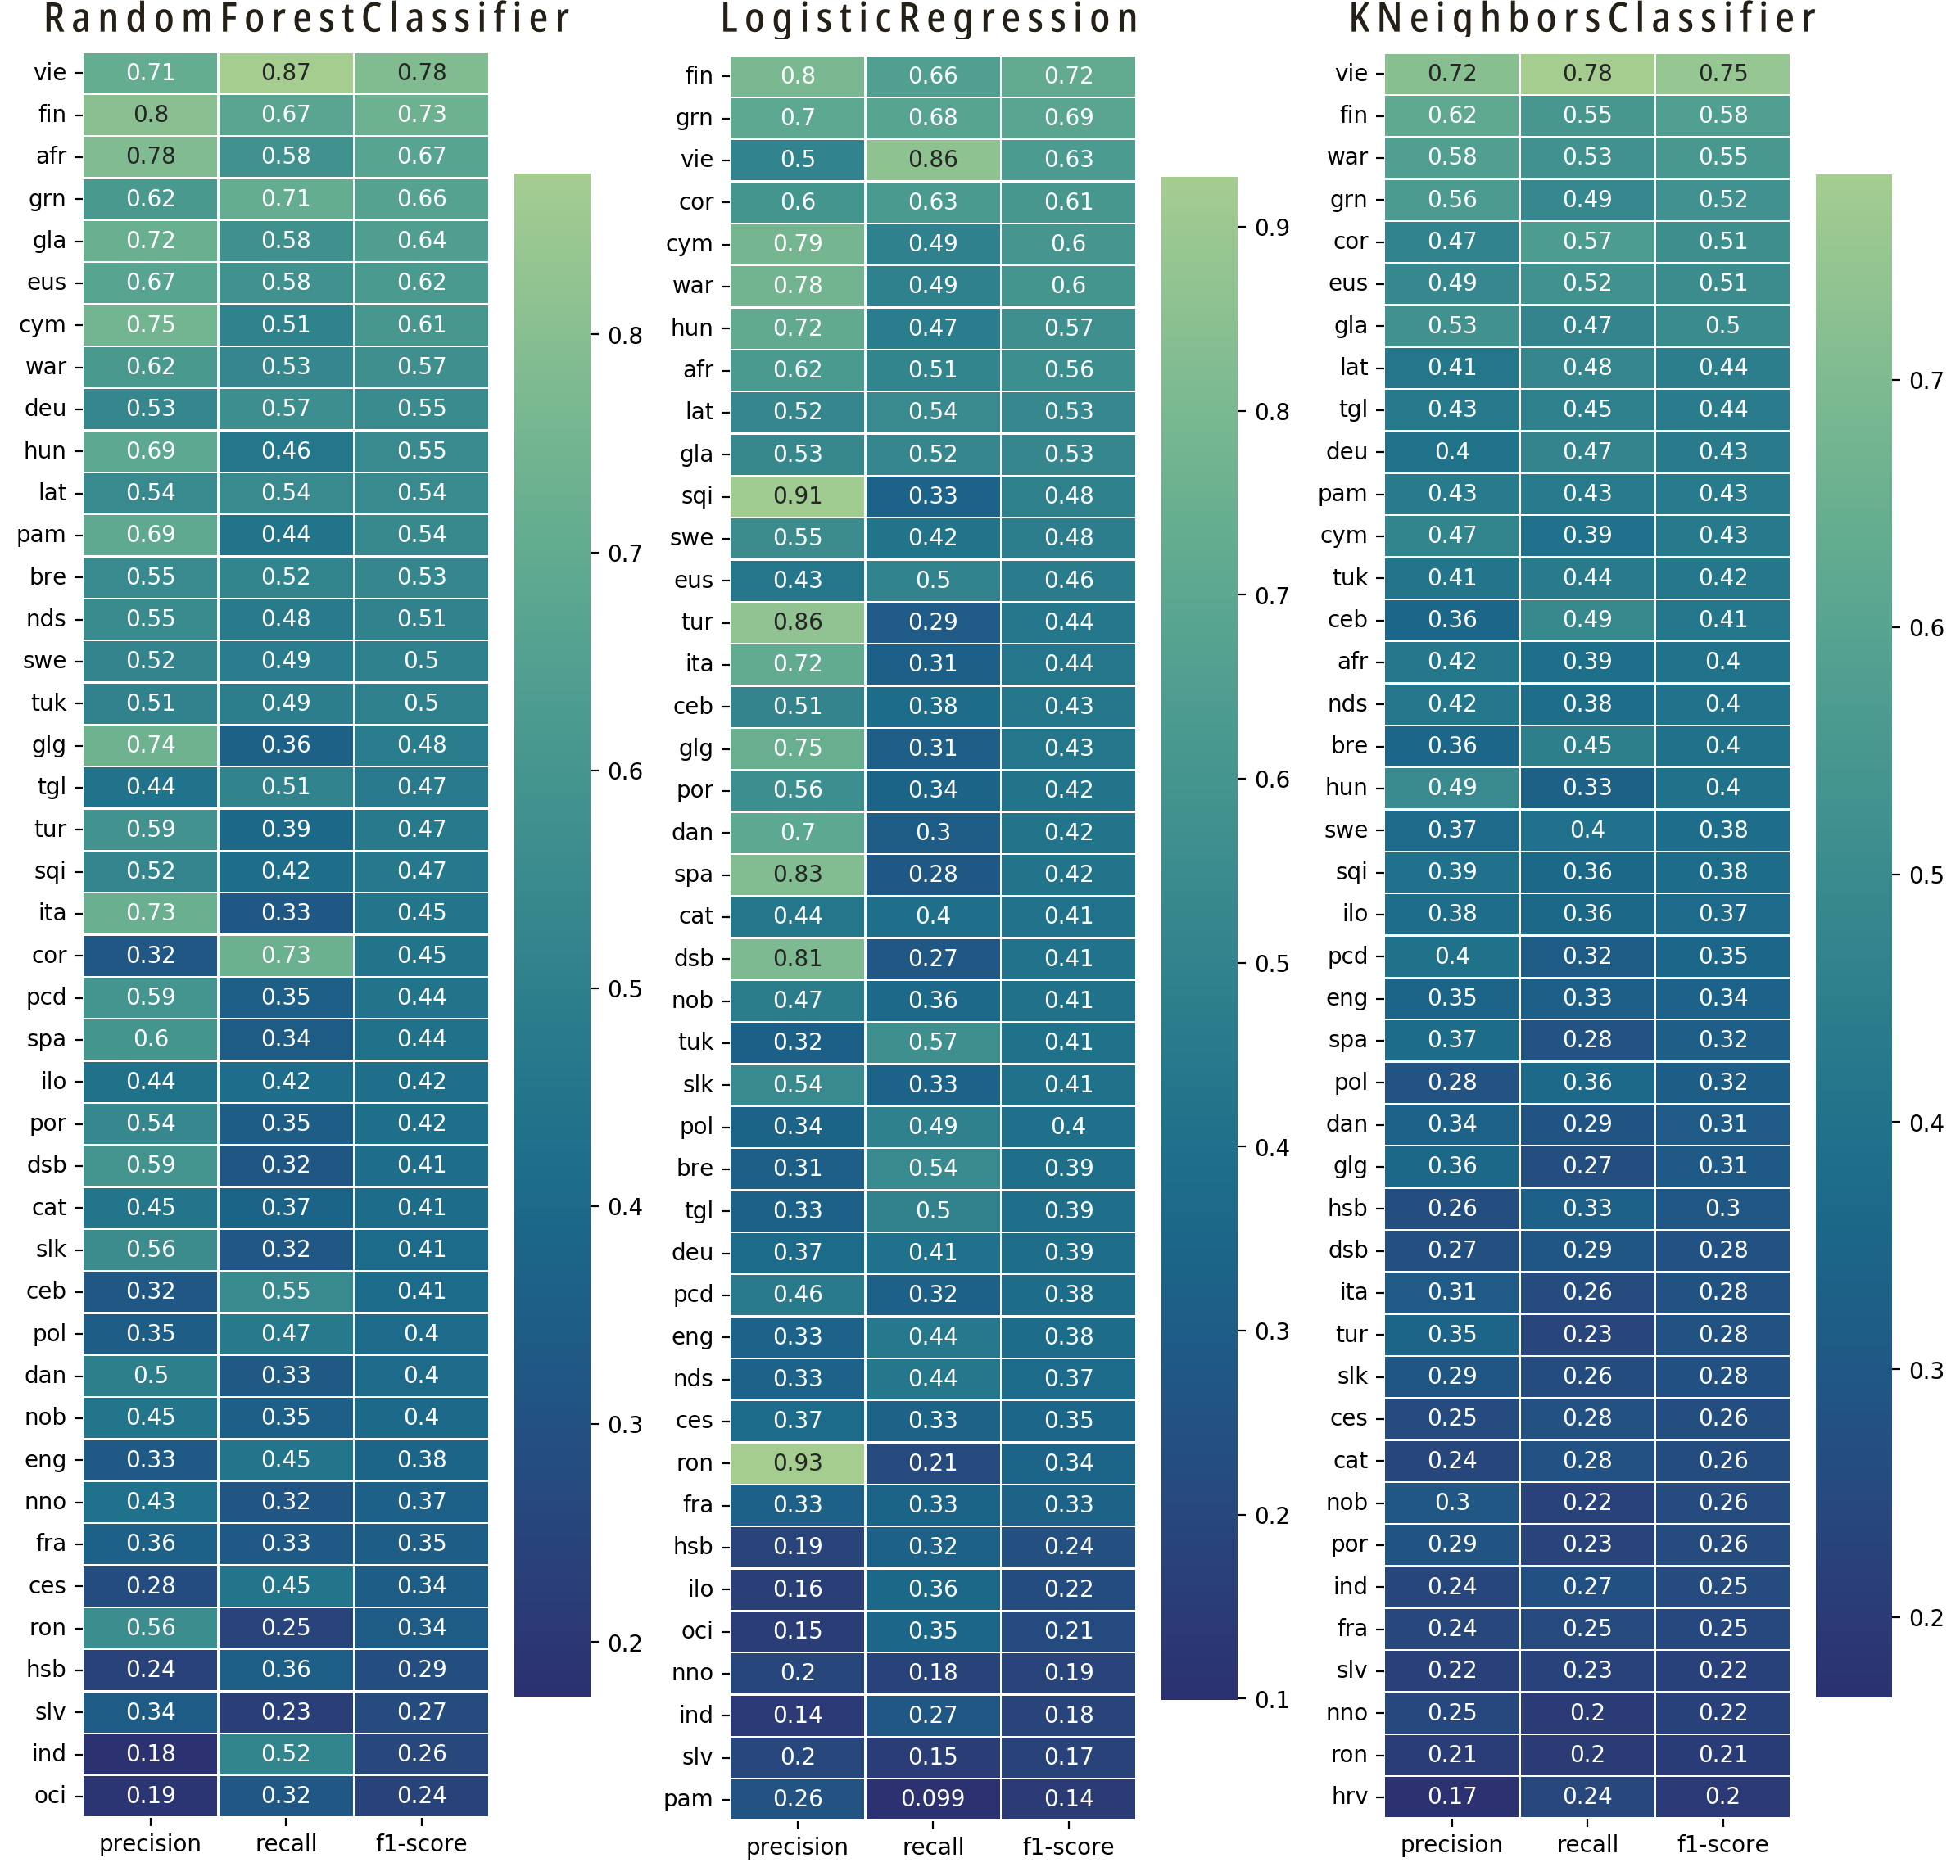 RandomForestClassifier
vie 0.71 0.87 0.78
fin 0.8 0.67 0.73
afr 0.78 0.58 0.67
grn 0.62 0.71 0.66
gla 0.72 0.58 0.64
eus 0.67 0.58 0.62
cym 0.75 0.51 0.61
war 0.62 0.53 0.57
deu 0.53 0.57 0.55
hun 0.69 0.46 0.55
lat 0.54 0.54 0.54
pam 0.69 0.44 0.54
bre 0.55 0.52 0.53
nds 0.55 0.48 0.51
swe 0.52 0.49 0.5
tuk 0.51 0.49 0.5
glg 0.74 0.36 0.48
tgl 0.44 0.51 0.47
tur 0.59 0.39 0.47
sqi 0.52 0.42 0.47
ita 0.73 0.33 0.45
cor 0.32 0.73 0.45
pcd 0.59 0.35 0.44
spa 0.6 0.34 0.44
ilo 0.44 0.42 0.42
por 0.54 0.35 0.42
dsb 0.59 0.32 0.41
cat 0.45 0.37 0.41
slk 0.56 0.32 0.41
ceb 0.32 0.55 0.41
pol 0.35 0.47 0.4
dan 0.5 0.33 0.4
nob 0.45 0.35 0.4
eng 0.33 0.45 0.38
nno 0.43 0.32 0.37
fra 0.36 0.33 0.35
ces 0.28 0.45 0.34
ron 0.56 0.25 0.34
hsb 0.24 0.36 0.29
slv 0.34 0.23 0.27
ind 0.18 0.52 0.26
oci 0.19 0.32 0.24
precision recall f1-score
0.8
0.7
0.6
0.5
0.4
0.3
0.2
LogisticRegression
fin 0.8 0.66 0.72
grn 0.7 0.68 0.69
vie 0.5 0.86 0.63
cor 0.6 0.63 0.61
cym 0.79 0.49 0.6
war 0.78 0.49 0.6
hun 0.72 0.47 0.57
afr 0.62 0.51 0.56
lat 0.52 0.54 0.53
gla 0.53 0.52 0.53
sqi 0.91 0.33 0.48
swe 0.55 0.42 0.48
eus 0.43 0.5 0.46
tur 0.86 0.29 0.44
ita 0.72 0.31 0.44
ceb 0.51 0.38 0.43
glg 0.75 0.31 0.43
por 0.56 0.34 0.42
dan 0.7 0.3 0.42
spa 0.83 0.28 0.42
cat 0.44 0.4 0.41
dsb 0.81 0.27 0.41
nob 0.47 0.36 0.41
tuk 0.32 0.57 0.41
slk 0.54 0.33 0.41
pol 0.34 0.49 0.4
bre 0.31 0.54 0.39
tgl 0.33 0.5 0.39
deu 0.37 0.41 0.39
pcd 0.46 0.32 0.38
eng 0.33 0.44 0.38
nds 0.33 0.44 0.37
ces 0.37 0.33 0.35
ron 0.93 0.21 0.34
fra 0.33 0.33 0.33
hsb 0.19 0.32 0.24
ilo 0.16 0.36 0.22
oci 0.15 0.35 0.21
nno 0.2 0.18 0.19
ind 0.14 0.27 0.18
slv 0.2 0.15 0.17
pam 0.26 0.099 0.14
precision recall f1-score
0.9
0.8
0.7
0.6
0.5
0.4
0.3
0.2
0.1
KNeighborsClassifier
vie 0.72 0.78 0.75
fin 0.62 0.55 0.58
war 0.58 0.53 0.55
grn 0.56 0.49 0.52
cor 0.47 0.57 0.51
eus 0.49 0.52 0.51
gla 0.53 0.47 0.5
lat 0.41 0.48 0.44
tgl 0.43 0.45 0.44
deu 0.4 0.47 0.43
pam 0.43 0.43 0.43
cym 0.47 0.39 0.43
tuk 0.41 0.44 0.42
ceb 0.36 0.49 0.41
afr 0.42 0.39 0.4
nds 0.42 0.38 0.4
bre 0.36 0.45 0.4
hun 0.49 0.33 0.4
swe 0.37 0.4 0.38
sqi 0.39 0.36 0.38
ilo 0.38 0.36 0.37
pcd 0.4 0.32 0.35
eng 0.35 0.33 0.34
spa 0.37 0.28 0.32
pol 0.28 0.36 0.32
dan 0.34 0.29 0.31
glg 0.36 0.27 0.31
hsb 0.26 0.33 0.3
dsb 0.27 0.29 0.28
ita 0.31 0.26 0.28
tur 0.35 0.23 0.28
slk 0.29 0.26 0.28
ces 0.25 0.28 0.26
cat 0.24 0.28 0.26
nob 0.3 0.22 0.26
por 0.29 0.23 0.26
ind 0.24 0.27 0.25
fra 0.24 0.25 0.25
slv 0.22 0.23 0.22
nno 0.25 0.2 0.22
ron 0.21 0.2 0.21
hrv 0.17 0.24 0.2
precision recall f1-score
0.7
0.6
0.5
0.4
0.3
0.2